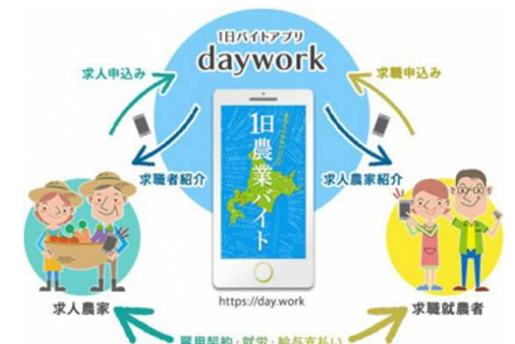 1日バイトアプリ
daywork
求人申込み
求職申込み
1日農業バイト
求職者紹介
求人農家紹介
https://day.work
求人農家
求職就農者
雇用契約・就労・給与支払い